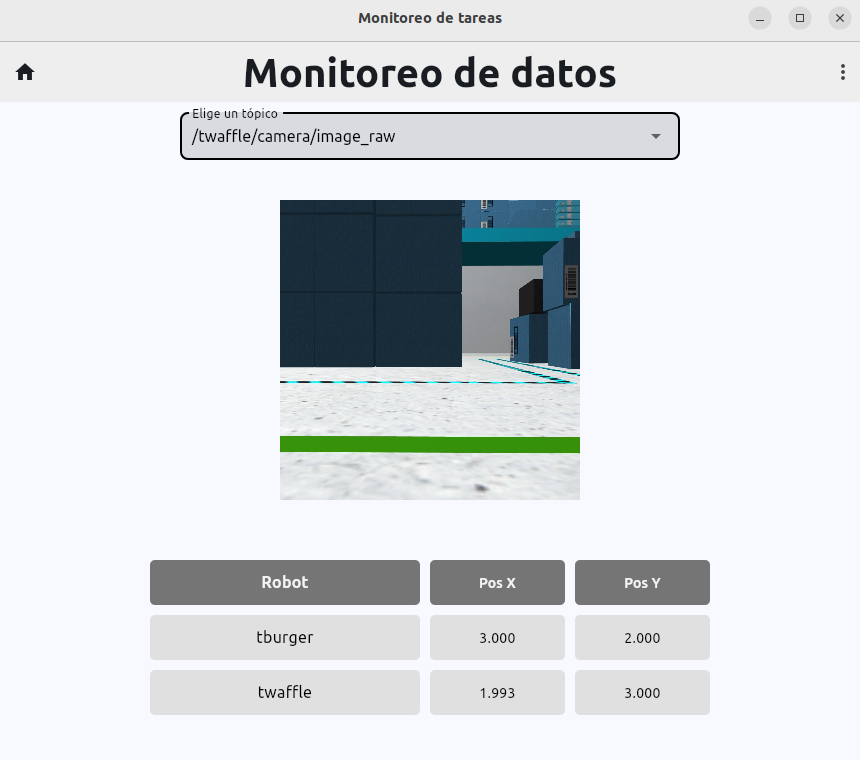 Monitoreo de tareas
Monitoreo de datos
Elige un tópico
/twaffle/camera/image_raw
Robot Pos X Pos Y
tburger 3.000 2.000
twaffle 1.993 3.000